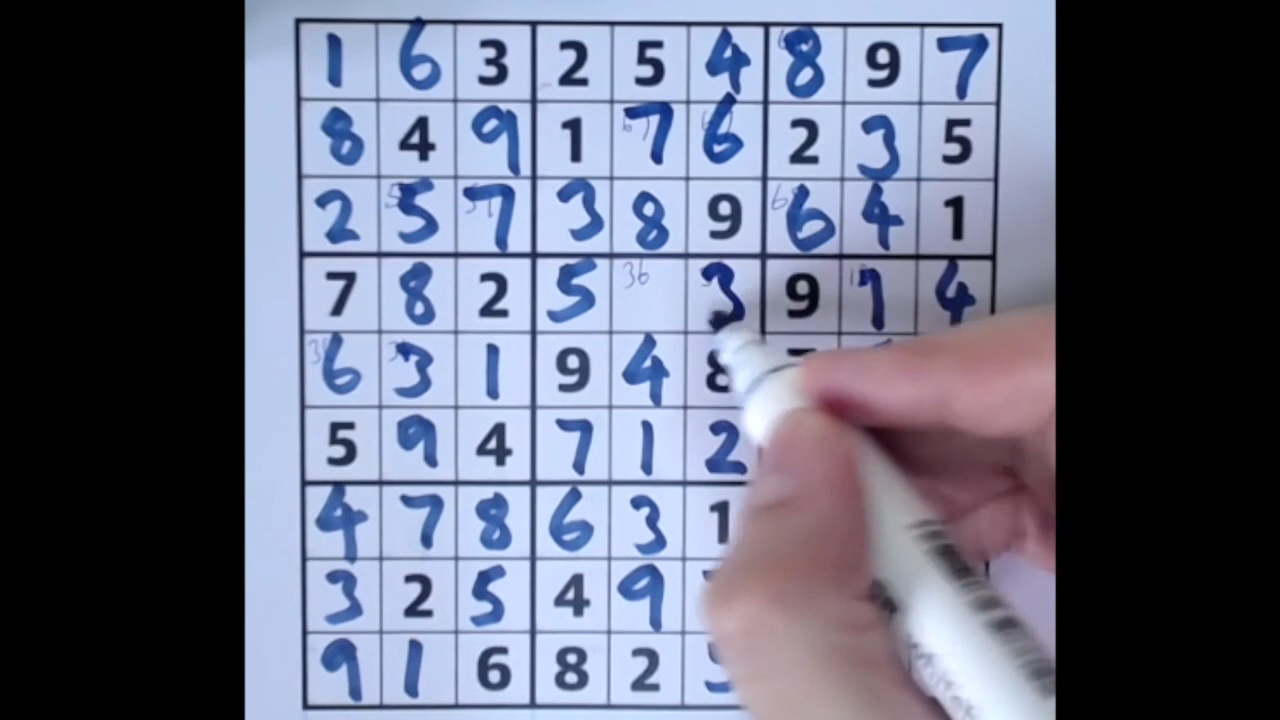 1 6 3 2 5 4 8 9 7
8 4 9 1 7 6 2 3 5
2 5 7 3 8 9 6 4 1
7 8 2 5 36 3 9 1 4
6 3 1 9 4 8
5 9 4 7 1 2
4 7 8 6 3 1
3 2 5 4 9
9 1 6 8 2